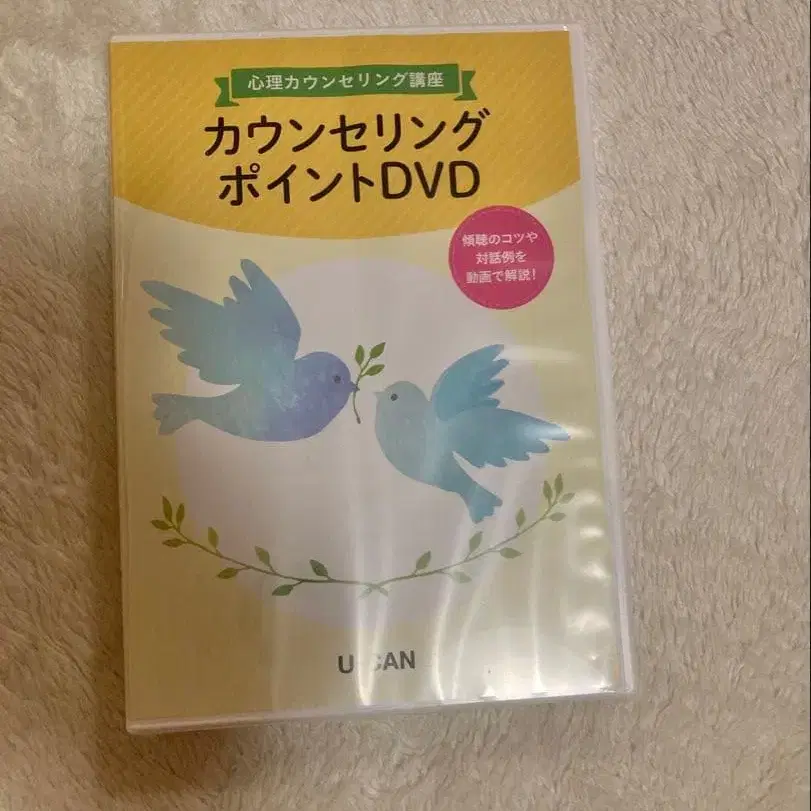 心理カウンセリング講座
カウンセリング
ポイントDVD
傾聴のコツや
対話例を
動画で解説!
U-CAN